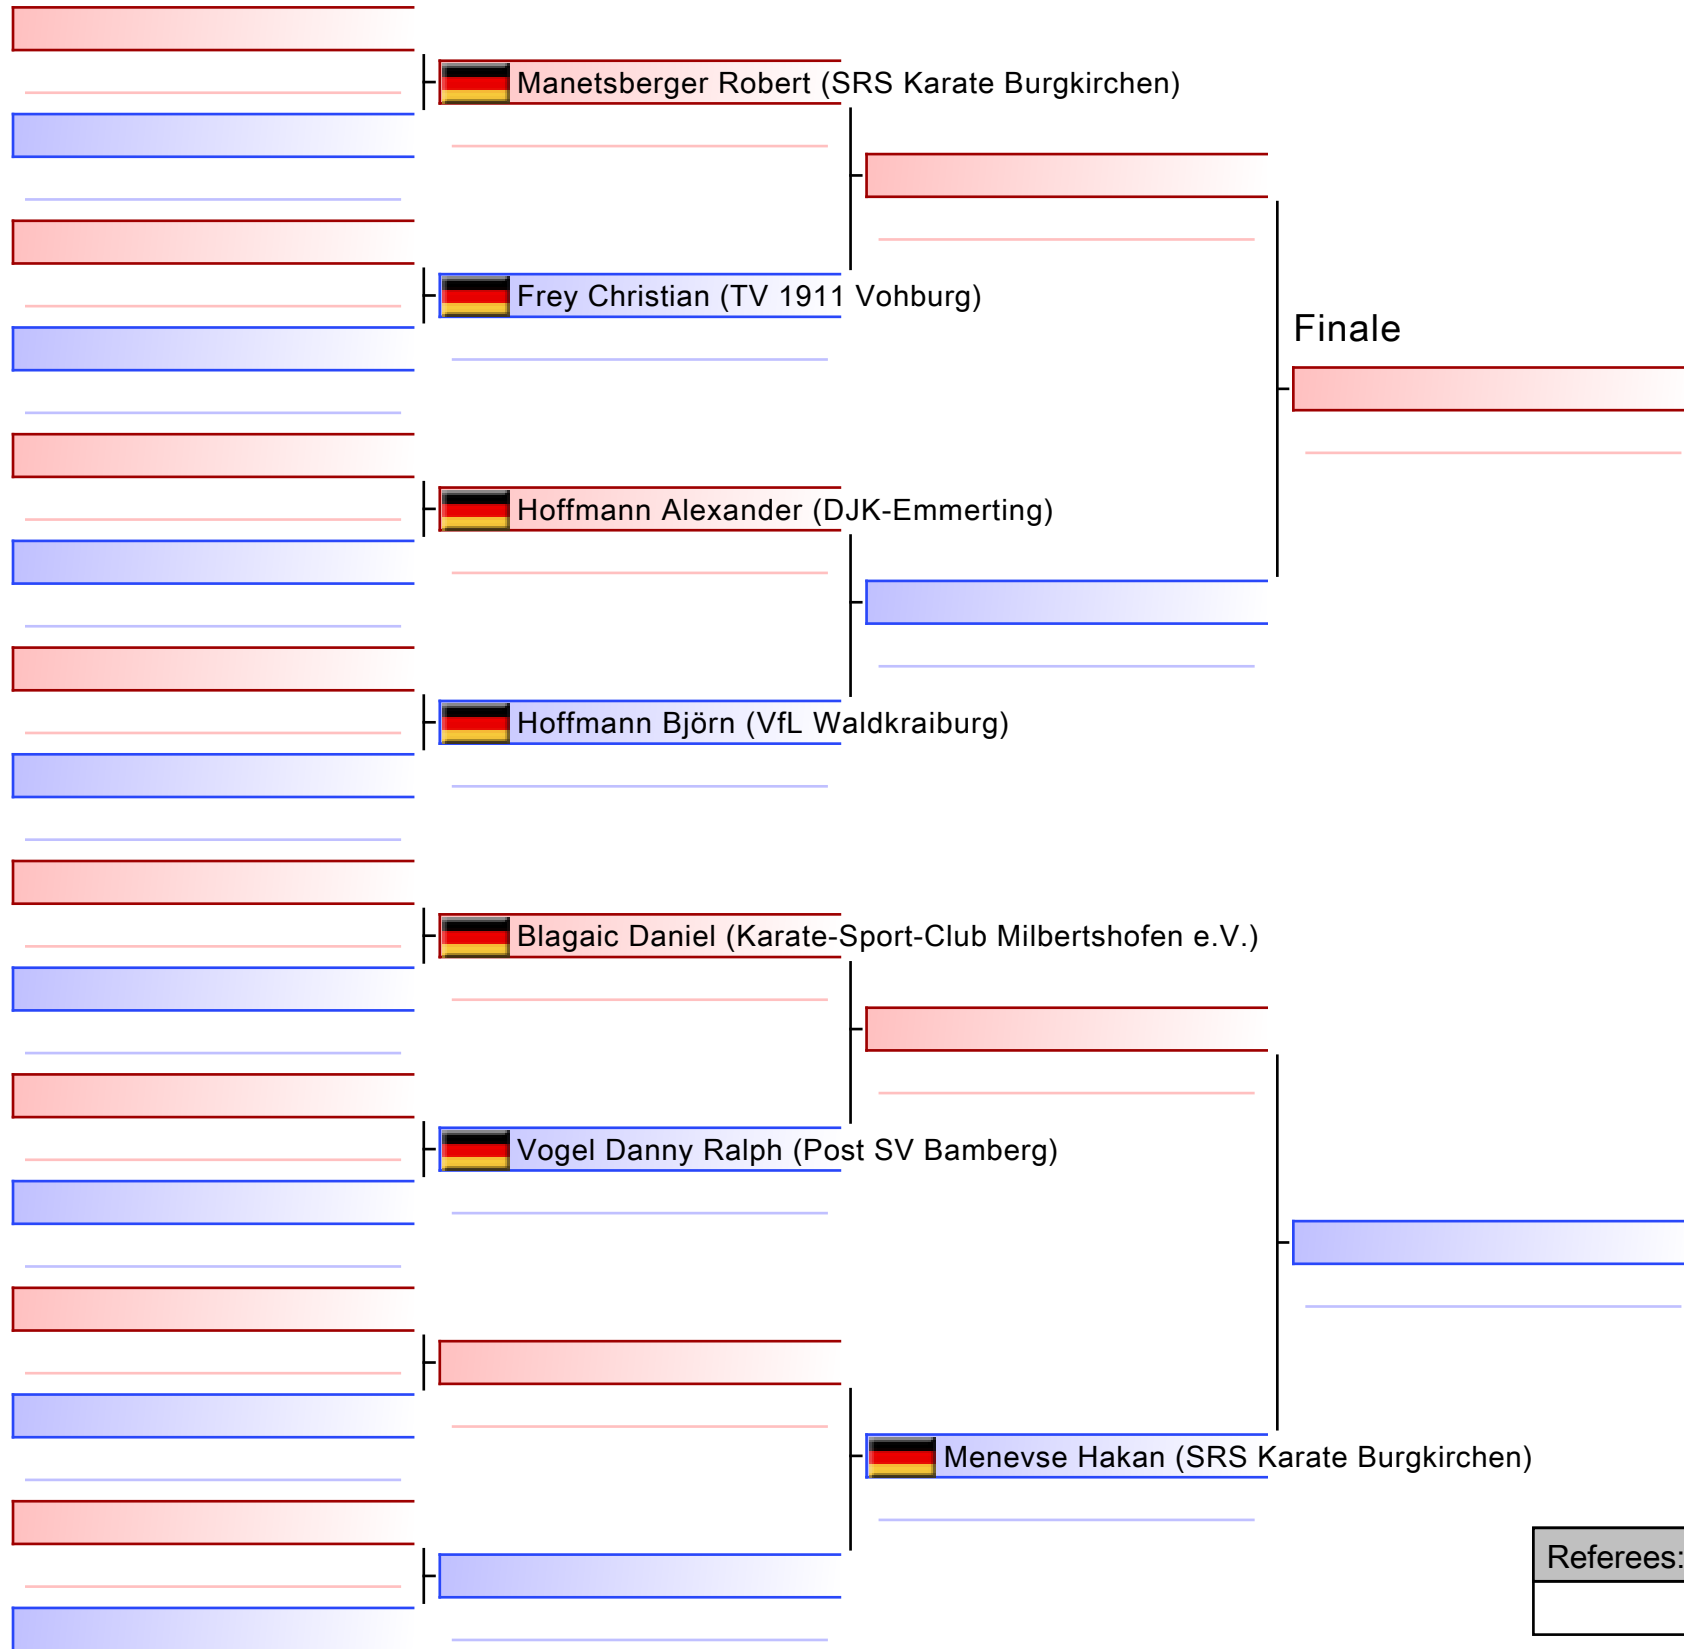 Manetsberger Robert (SRS Karate Burgkirchen)
Frey Christian (TV 1911 Vohburg)
Finale
Hoffmann Alexander (DJK-Emmerting)
Hoffmann Björn (VfL Waldkraiburg)
Blagaic Daniel (Karate-Sport-Club Milbertshofen e.V.)
Vogel Danny Ralph (Post SV Bamberg)
Menevse Hakan (SRS Karate Burgkirchen)
Referees: